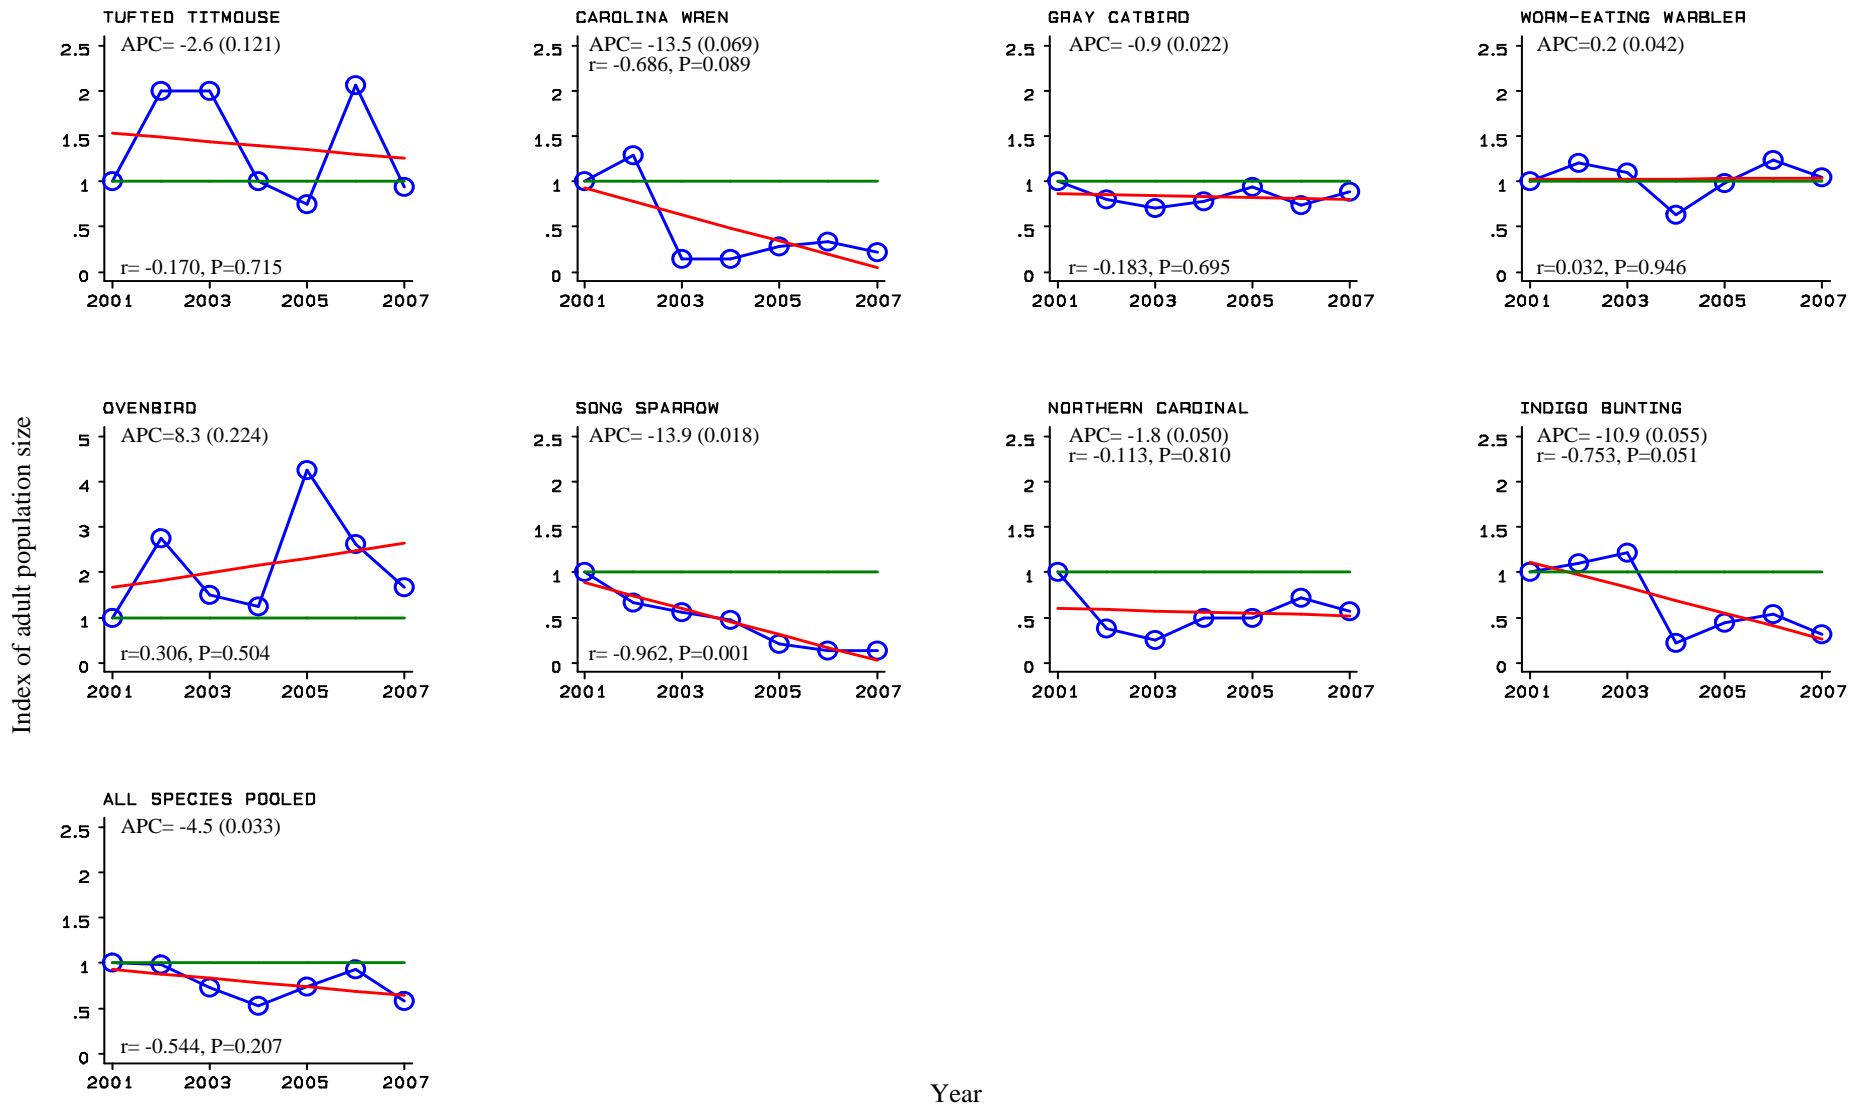 TUFTED TITMOUSE
APC= -2.6 (0.121)
2.5
2
1.5
1
.5
0
r= -0.170, P=0.715
2001 2003 2005 2007
CAROLINA WREN
APC= -13.5 (0.069)
r= -0.686, P=0.089
2.5
2
1.5
1
.5
0
2001 2003 2005 2007
GRAY CATBIRD
APC= -0.9 (0.022)
2.5
2
1.5
1
.5
0
r= -0.183, P=0.695
2001 2003 2005 2007
WORM-EATING WARBLER
APC=0.2 (0.042)
2.5
2
1.5
1
.5
0
r=0.032, P=0.946
2001 2003 2005 2007
Index of adult population size
OVENBIRD
APC=8.3 (0.224)
5
4
3
2
1
0
r=0.306, P=0.504
2001 2003 2005 2007
SONG SPARROW
APC= -13.9 (0.018)
2.5
2
1.5
1
.5
0
r= -0.962, P=0.001
2001 2003 2005 2007
NORTHERN CARDINAL
APC= -1.8 (0.050)
r= -0.113, P=0.810
2.5
2
1.5
1
.5
0
2001 2003 2005 2007
INDIGO BUNTING
APC= -10.9 (0.055)
r= -0.753, P=0.051
2.5
2
1.5
1
.5
0
2001 2003 2005 2007
ALL SPECIES POOLED
APC= -4.5 (0.033)
2.5
2
1.5
1
.5
0
r= -0.544, P=0.207
2001 2003 2005 2007
Year